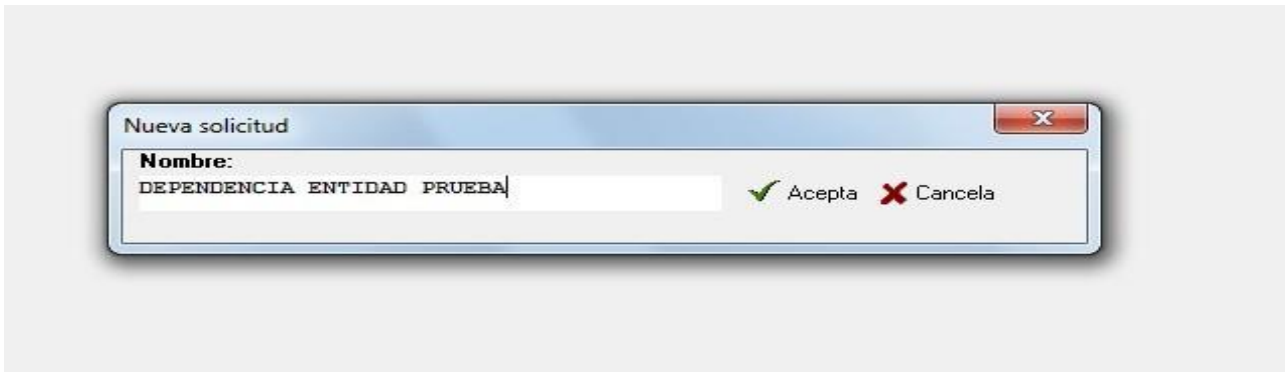 Nueva solicitud
Nombre:
DEPENDENCIA ENTIDAD PRUEBA
Acepta Cancela